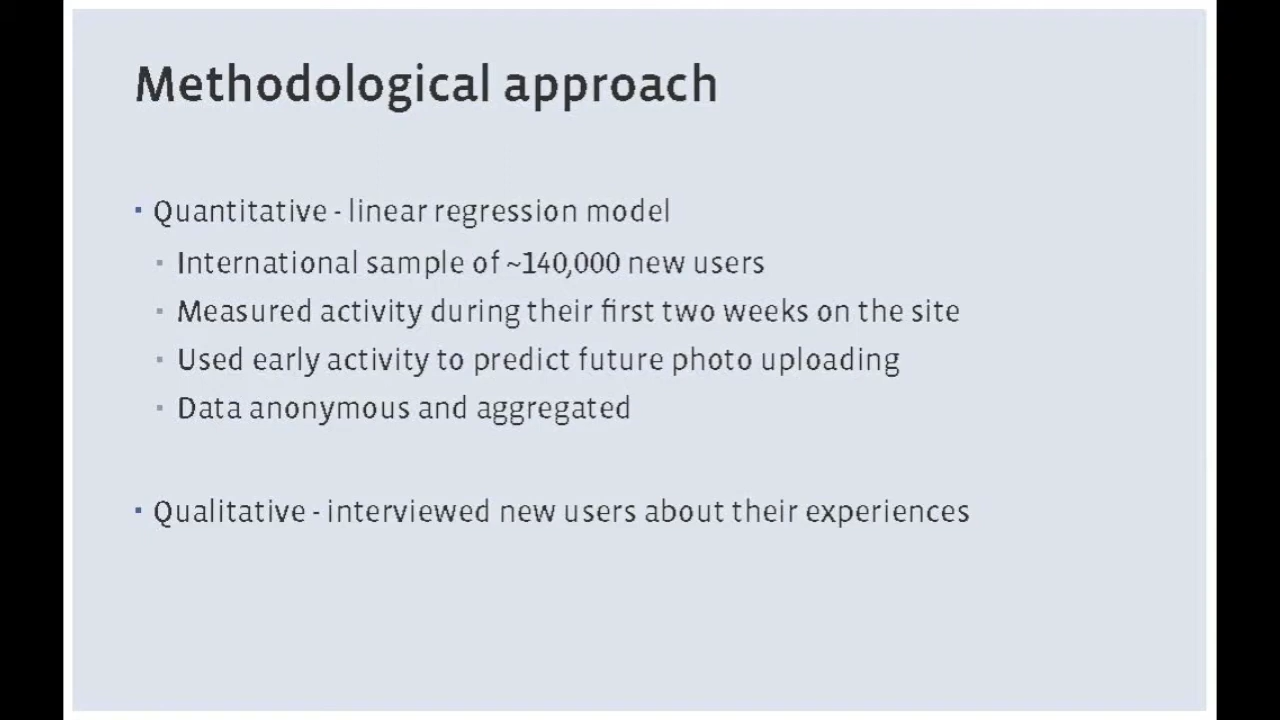 Methodological approach
▪ Quantitative - linear regression model
▪ International sample of ~140,000 new users
▪ Measured activity during their first two weeks on the site
▪ Used early activity to predict future photo uploading
▪ Data anonymous and aggregated
▪ Qualitative - interviewed new users about their experiences